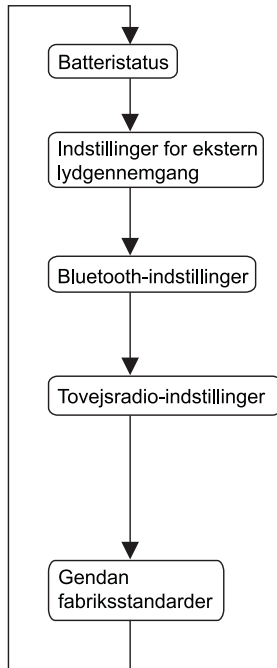 Batteristatus
Indstillinger for ekstern
lydgennemgang
Bluetooth-indstillinger
Tovejsradio-indstillinger
Gendan
fabriksstandarder